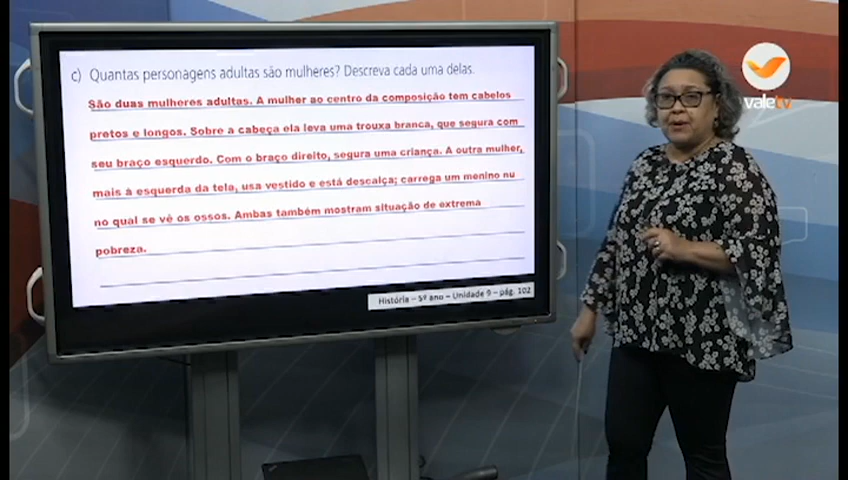 c) Quantas personagens adultas são mulheres? Descreva cada uma delas.
São duas mulheres adultas. A mulher ao centro da composição tem cabelos
pretos e longos. Sobre a cabeça ela leva uma trouxa branca, que segura com
seu braço esquerdo. Com o braço direito, segura uma criança. A outra mulher,
mais à esquerda da tela, usa vestido e está descalça; carrega um menino nu
no qual se vê os ossos. Ambas também mostram situação de extrema
pobreza.
História – 5º ano – Unidade 9 – pág. 102
valetv